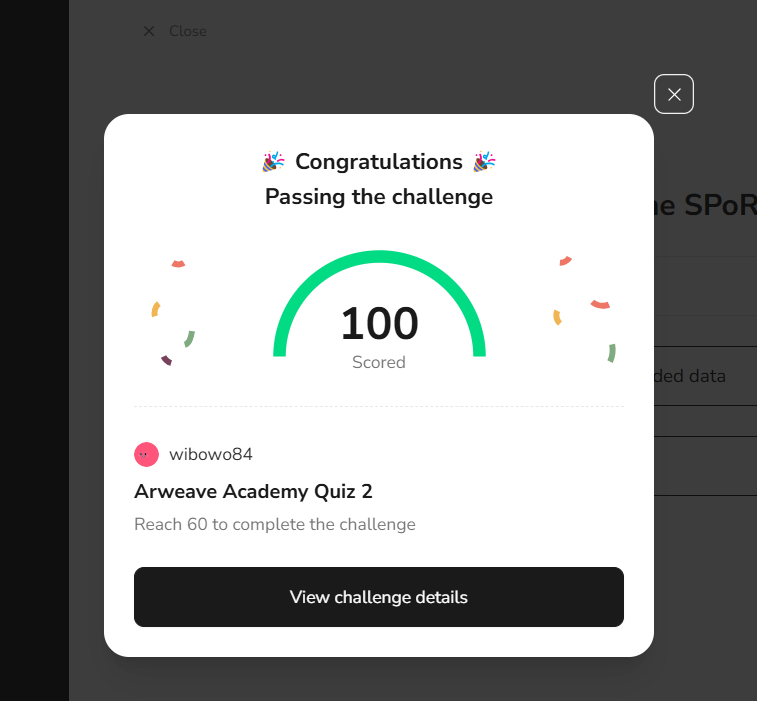 Close
🎉 Congratulations 🎉
Passing the challenge
SPoR
100
Scored
ded data
wibowo84
Arweave Academy Quiz 2
Reach 60 to complete the challenge
View challenge details